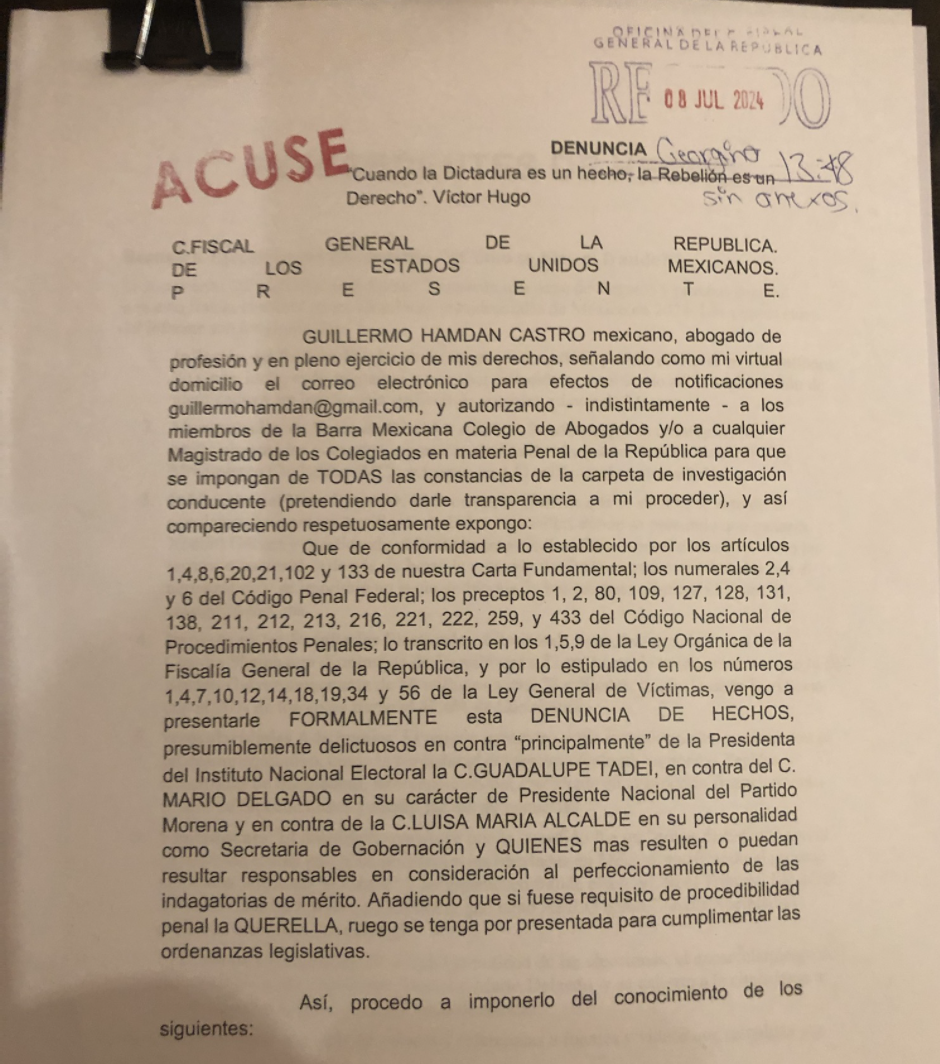 OFICINA DEL FISCAL
GENERAL DE LA REPÚBLICA
08 JUL 2024
ACUSE
DENUNCIA Georgina 13:48
"Cuando la Dictadura es un hecho, la Rebelión es un
Derecho". Víctor Hugo
sin anexos.
C.FISCAL GENERAL DE LA REPUBLICA.
DE LOS ESTADOS UNIDOS MEXICANOS.
P R E S E N T E.
GUILLERMO HAMDAN CASTRO mexicano, abogado de
profesión y en pleno ejercicio de mis derechos, señalando como mi virtual
domicilio el correo electrónico para efectos de notificaciones
guillermohamdan@gmail.com, y autorizando - indistintamente - a los
miembros de la Barra Mexicana Colegio de Abogados y/o a cualquier
Magistrado de los Colegiados en materia Penal de la República para que
se impongan de TODAS las constancias de la carpeta de investigación
conducente (pretendiendo darle transparencia a mi proceder), y así
compareciendo respetuosamente expongo:
Que de conformidad a lo establecido por los artículos
1,4,8,6,20,21,102 y 133 de nuestra Carta Fundamental; los numerales 2,4
y 6 del Código Penal Federal; los preceptos 1, 2, 80, 109, 127, 128, 131,
138, 211, 212, 213, 216, 221, 222, 259, y 433 del Código Nacional de
Procedimientos Penales; lo transcrito en los 1,5,9 de la Ley Orgánica de la
Fiscalía General de la República, y por lo estipulado en los números
1,4,7,10,12,14,18,19,34 y 56 de la Ley General de Víctimas, vengo a
presentarle FORMALMENTE esta DENUNCIA DE HECHOS,
presumiblemente delictuosos en contra "principalmente" de la Presidenta
del Instituto Nacional Electoral la C.GUADALUPE TADEI, en contra del C.
MARIO DELGADO en su carácter de Presidente Nacional del Partido
Morena y en contra de la C.LUISA MARIA ALCALDE en su personalidad
como Secretaria de Gobernación y QUIENES mas resulten o puedan
resultar responsables en consideración al perfeccionamiento de las
indagatorias de mérito. Añadiendo que si fuese requisito de procedibilidad
penal la QUERELLA, ruego se tenga por presentada para cumplimentar las
ordenanzas legislativas.
Así, procedo a imponerlo del conocimiento de los
siguientes: